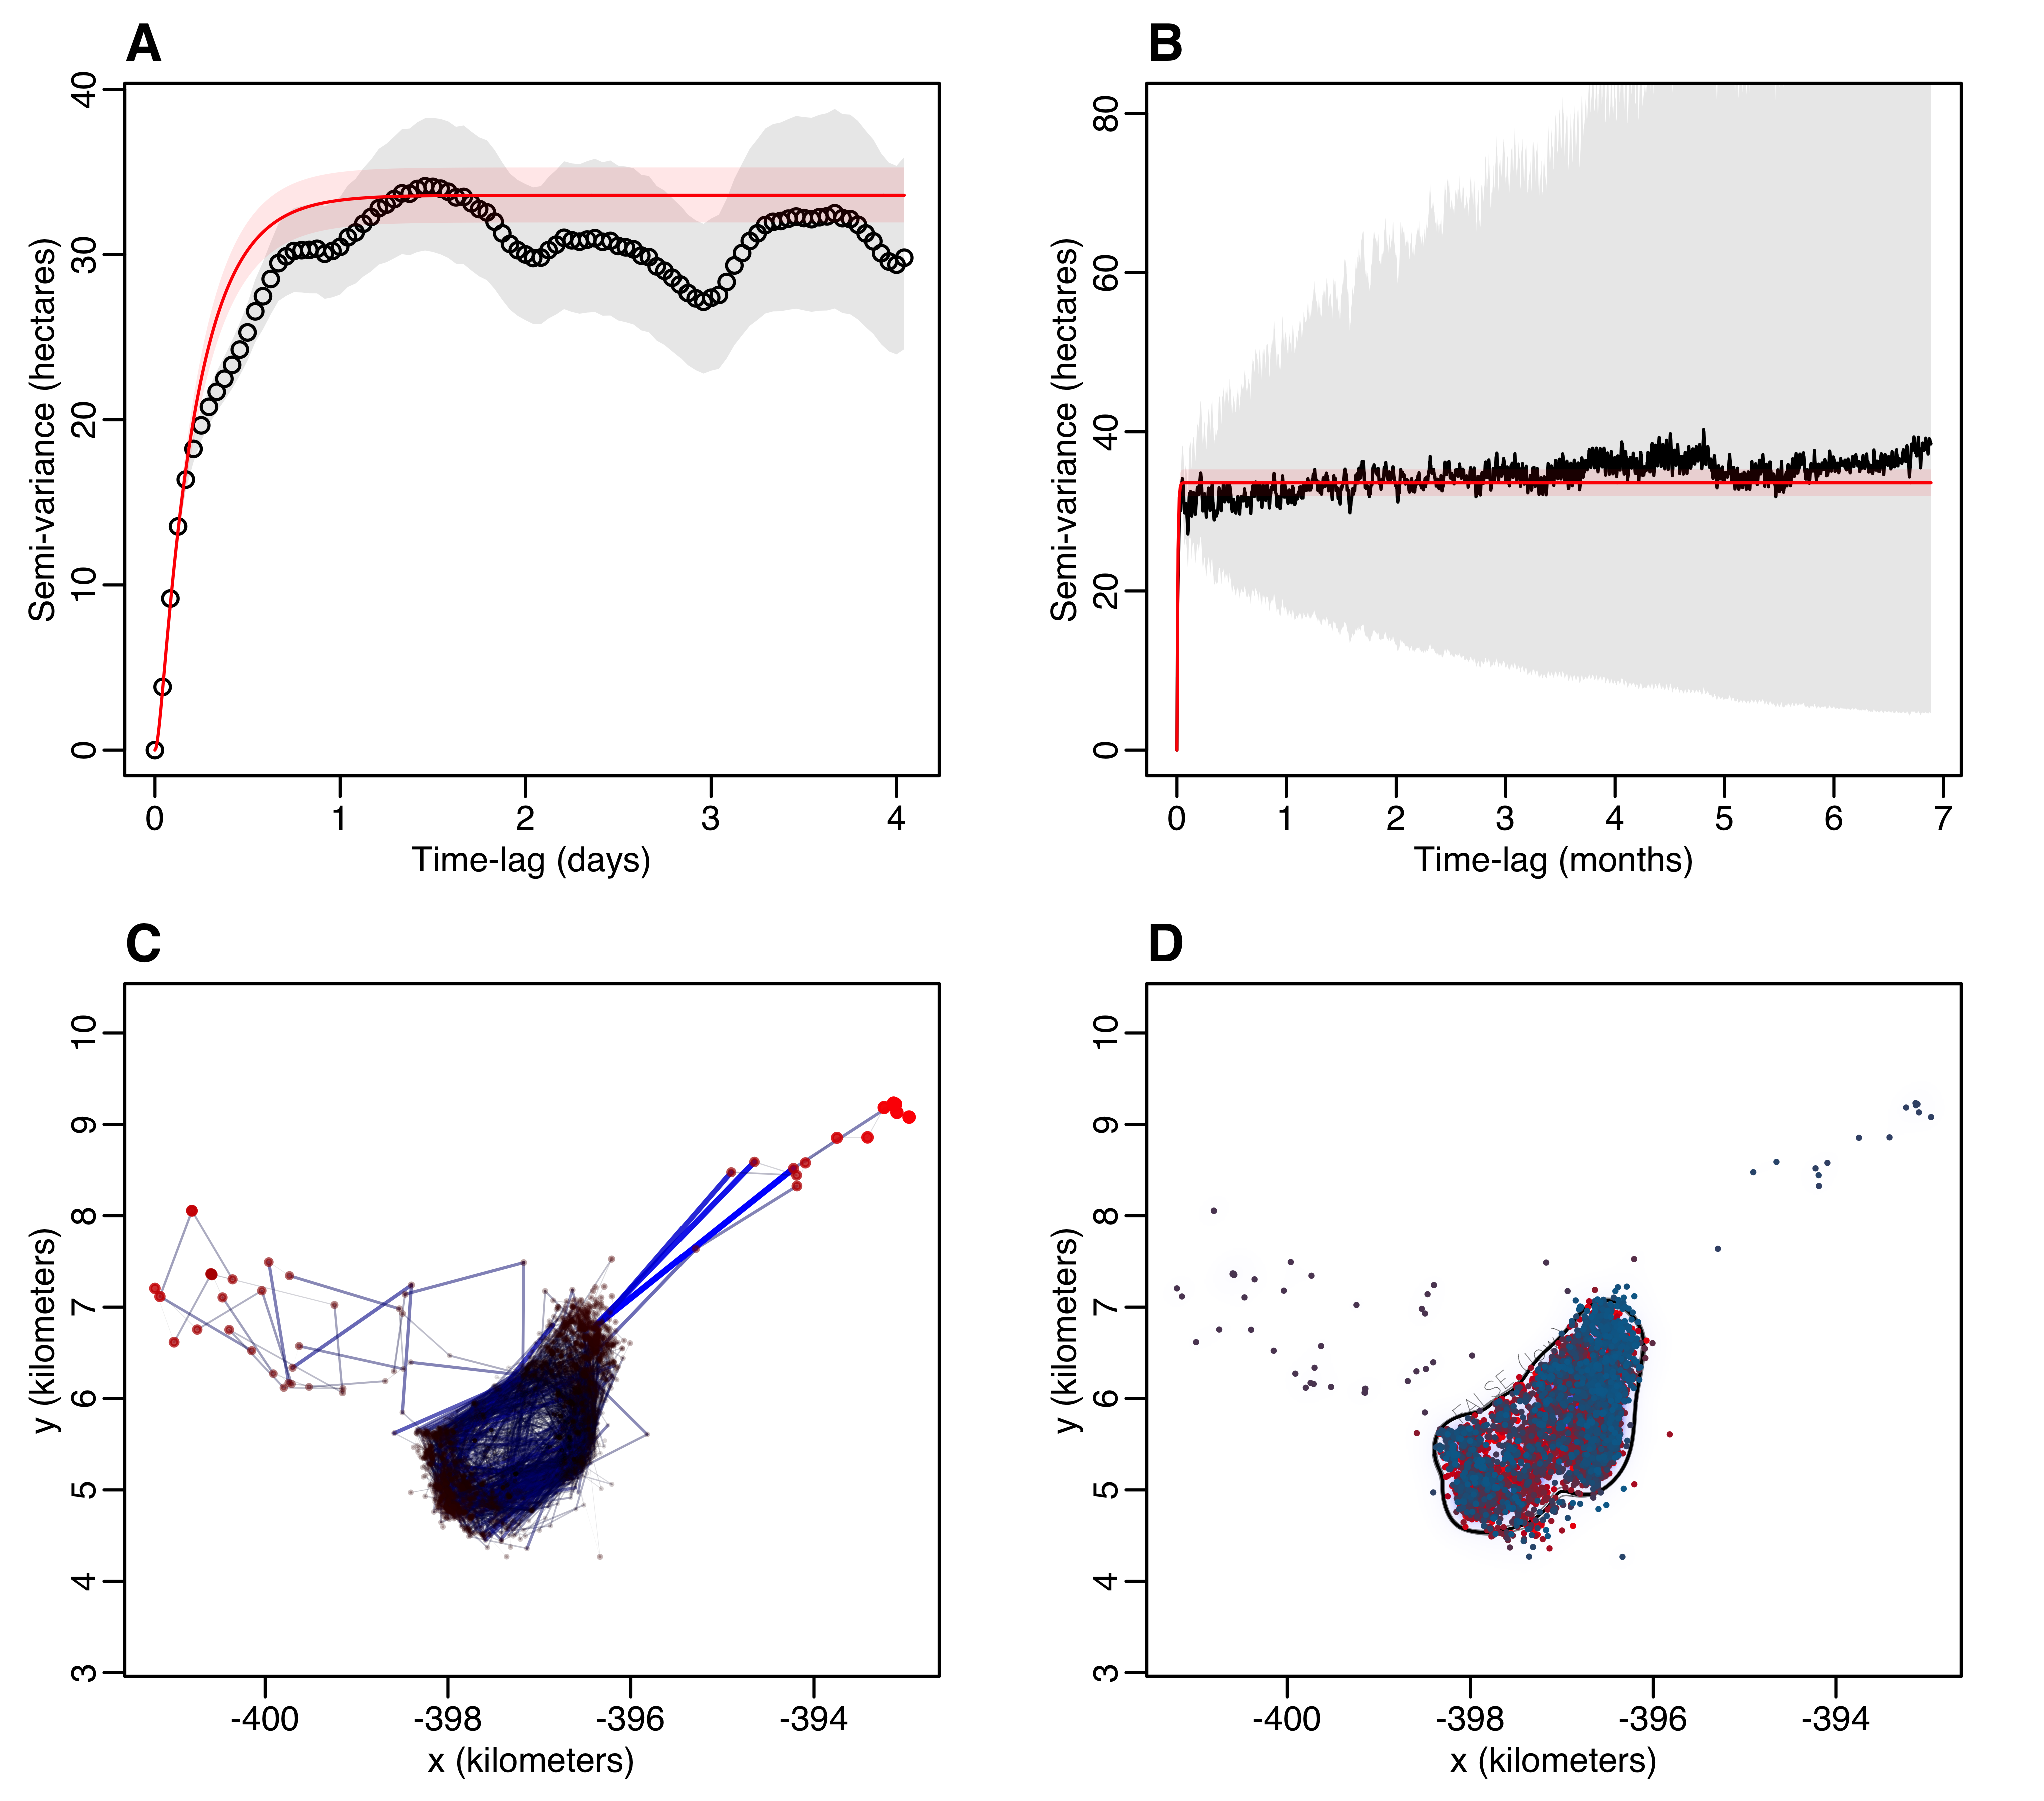 A
Semi-variance (hectares)
0 10 20 30 40
0 1 2 3 4
Time-lag (days)
B
Semi-variance (hectares)
0 20 40 60 80
0 1 2 3 4 5 6 7
Time-lag (months)
C
y (kilometers)
3 4 5 6 7 8 9 10
-400 -398 -396 -394
x (kilometers)
D
y (kilometers)
3 4 5 6 7 8 9 10
FALSE
-400 -398 -396 -394
x (kilometers)